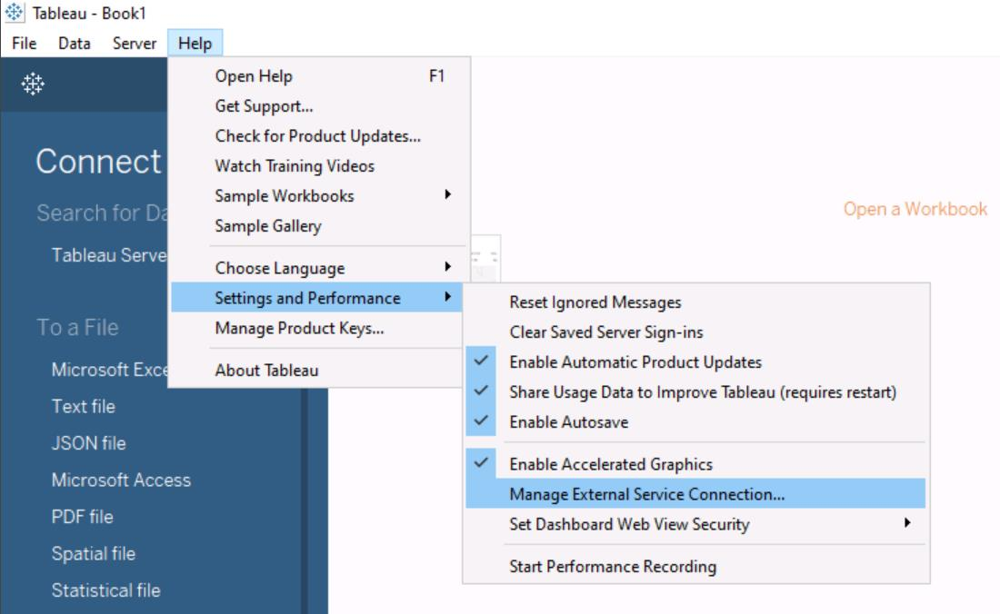 Tableau - Book1
File Data Server Help
Open Help F1
Get Support...
Check for Product Updates...
Watch Training Videos
Sample Workbooks
Sample Gallery
Choose Language
Settings and Performance
Manage Product Keys...
About Tableau
Connect
Search for Da
Tableau Serve
To a File
Microsoft Exce
Text file
JSON file
Microsoft Access
PDF file
Spatial file
Statistical file
Open a Workbook
Reset Ignored Messages
Clear Saved Server Sign-ins
Enable Automatic Product Updates
Share Usage Data to Improve Tableau (requires restart)
Enable Autosave
Enable Accelerated Graphics
Manage External Service Connection...
Set Dashboard Web View Security
Start Performance Recording